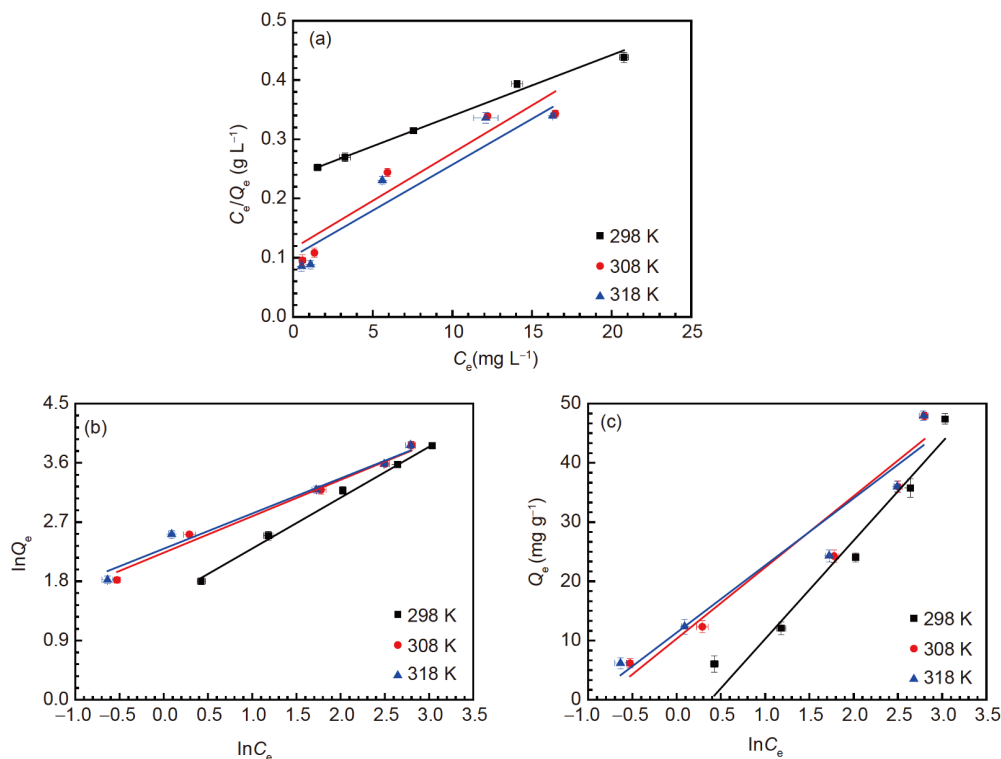 (a)
0.5
0.4
0.3
0.2
0.1
0.0
Cₑ/Qₑ (g L⁻¹)
298 K
308 K
318 K
0 5 10 15 20 25
Cₑ(mg L⁻¹)
(b)
4.5
3.6
2.7
1.8
0.9
0.0
lnQₑ
298 K
308 K
318 K
–1.0 –0.5 0.0 0.5 1.0 1.5 2.0 2.5 3.0 3.5
lnCₑ
(c)
50
40
30
20
10
0
Qₑ (mg g⁻¹)
298 K
308 K
318 K
–1.0 –0.5 0.0 0.5 1.0 1.5 2.0 2.5 3.0 3.5
lnCₑ